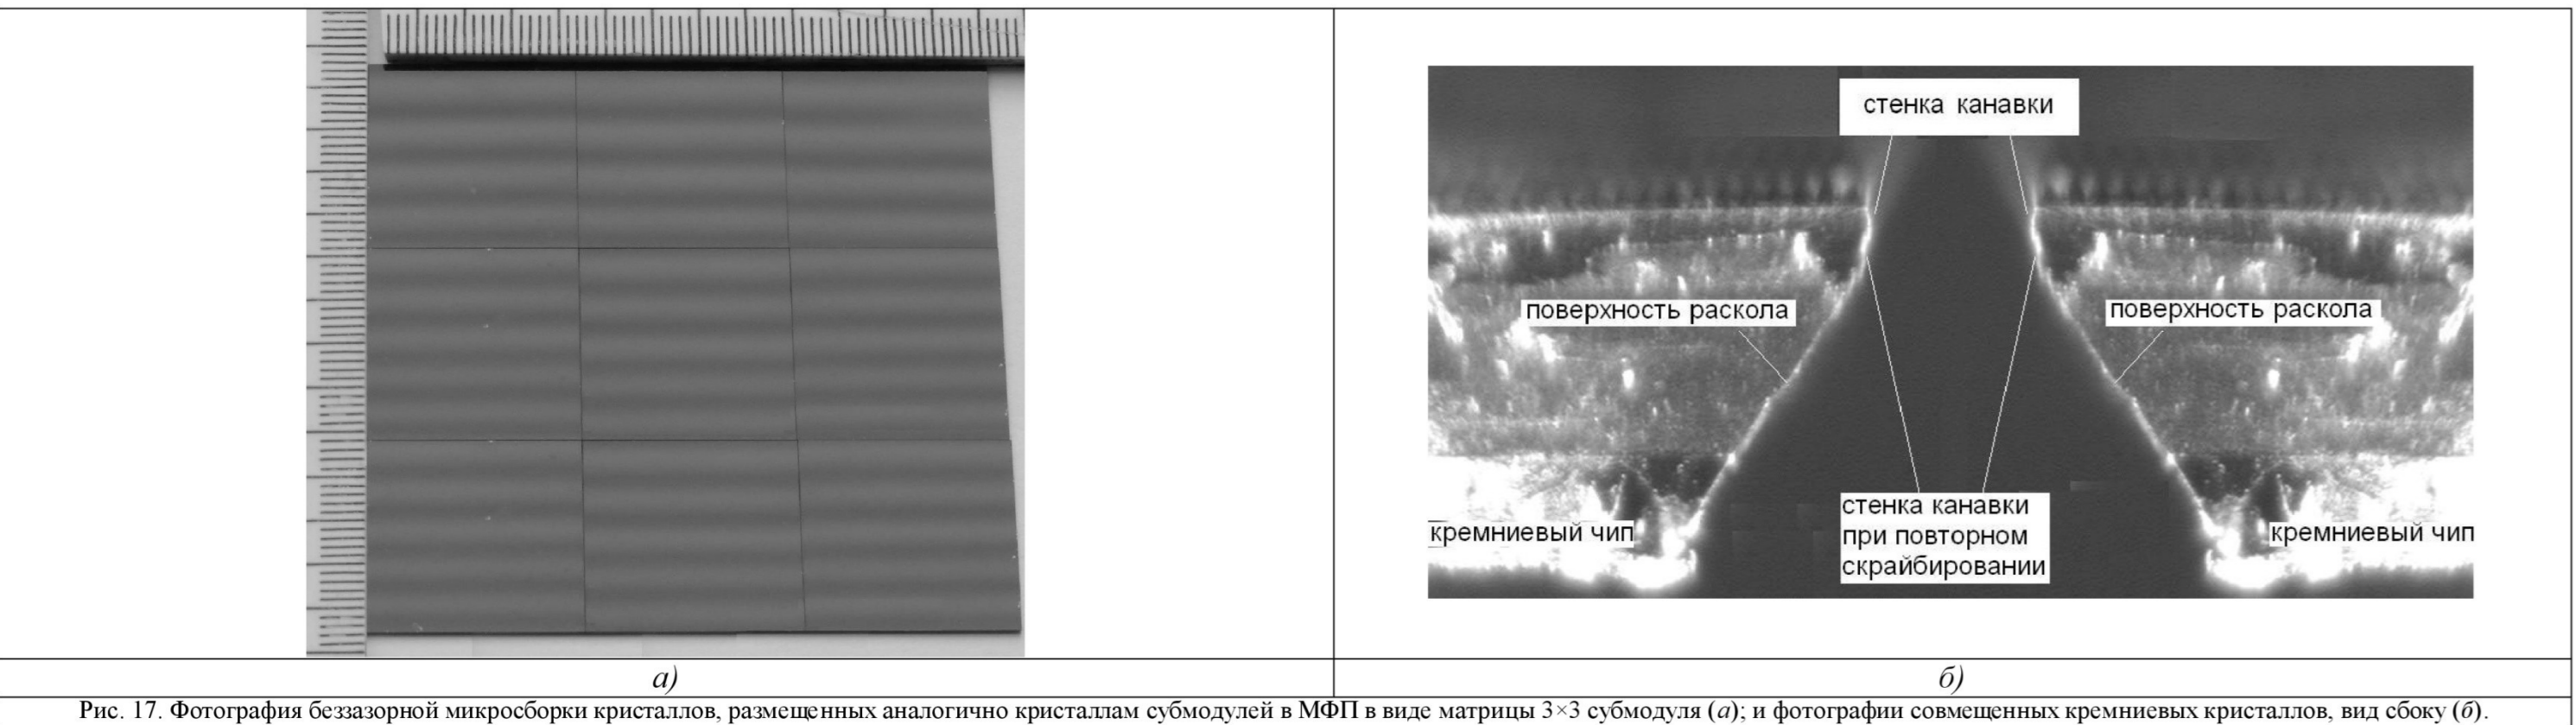 стенка канавки
поверхность раскола
поверхность раскола
стенка канавки
при повторном
скрайбировании
кремниевый чип
кремниевый чип
а)
б)
Рис. 17. Фотография беззазорной микросборки кристаллов, размещенных аналогично кристаллам субмодулей в МФП в виде матрицы 3×3 субмодуля (а); и фотографии совмещенных кремниевых кристаллов, вид сбоку (б).